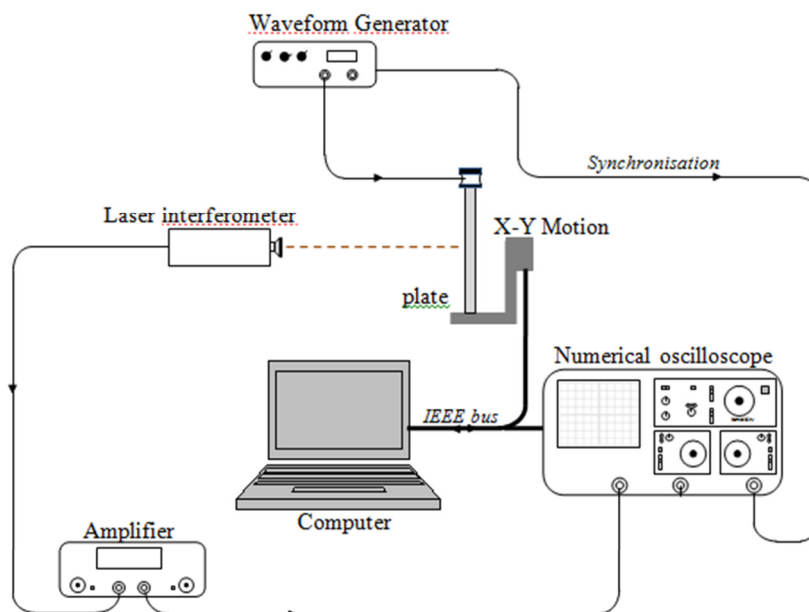 Waveform Generator
Synchronisation
Laser interferometer
X-Y Motion
plate
Numerical oscilloscope
IEEE bus
Computer
Amplifier